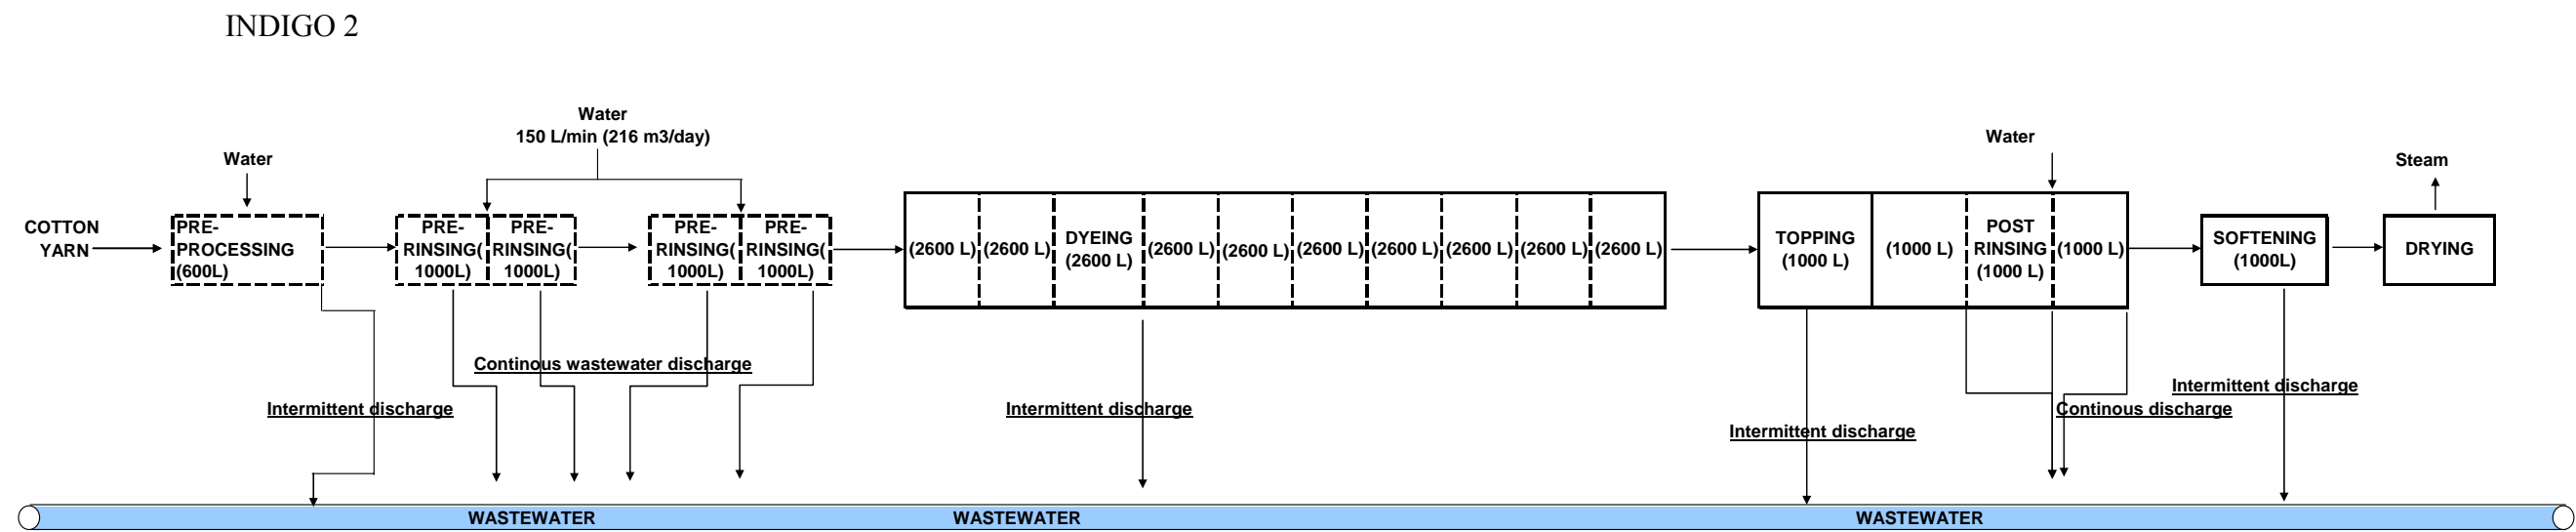 INDIGO 2
Water
150 L/min (216 m3/day)
Water
Water
Steam
COTTON
YARN
PRE-
PROCESSING
(600L)
PRE-
RINSING(
1000L)
PRE-
RINSING(
1000L)
PRE-
RINSING(
1000L)
PRE-
RINSING(
1000L)
(2600 L)
(2600 L)
DYEING
(2600 L)
(2600 L)
(2600 L)
(2600 L)
(2600 L)
(2600 L)
(2600 L)
(2600 L)
TOPPING
(1000 L)
(1000 L)
POST
RINSING
(1000 L)
(1000 L)
SOFTENING
(1000L)
DRYING
Continous wastewater discharge
Intermittent discharge
Intermittent discharge
Intermittent discharge
Continous discharge
Intermittent discharge
WASTEWATER
WASTEWATER
WASTEWATER